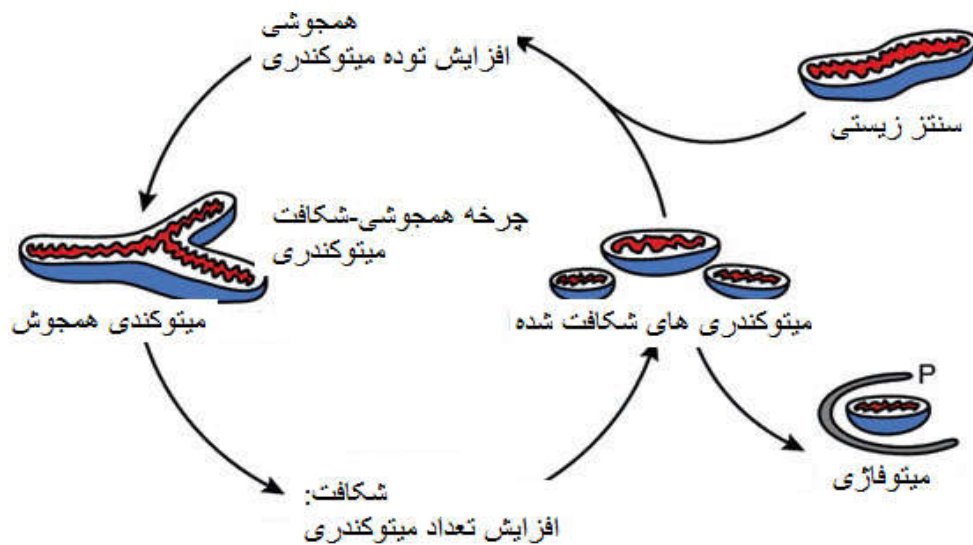 همجوشی
افزایش توده میتوکندری
سنتز زیستی
چرخه همجوشی-شکافت
میتوکندری
میتوکندی همجوش
میتوکندری های شکافت شده
P
میتوفاژی
شکافت:
افزایش تعداد میتوکندری